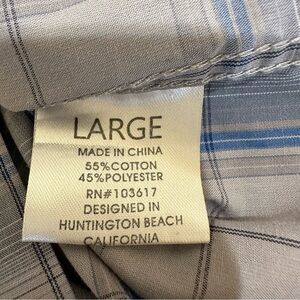 LARGE
MADE IN CHINA
55%COTTON
45%POLYESTER
RN#103617
DESIGNED IN
HUNTINGTON BEACH
CALIFORNIA